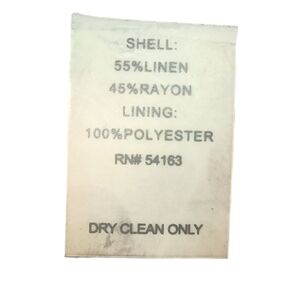 SHELL:
55%LINEN
45%RAYON
LINING:
100%POLYESTER
RN# 54163
DRY CLEAN ONLY